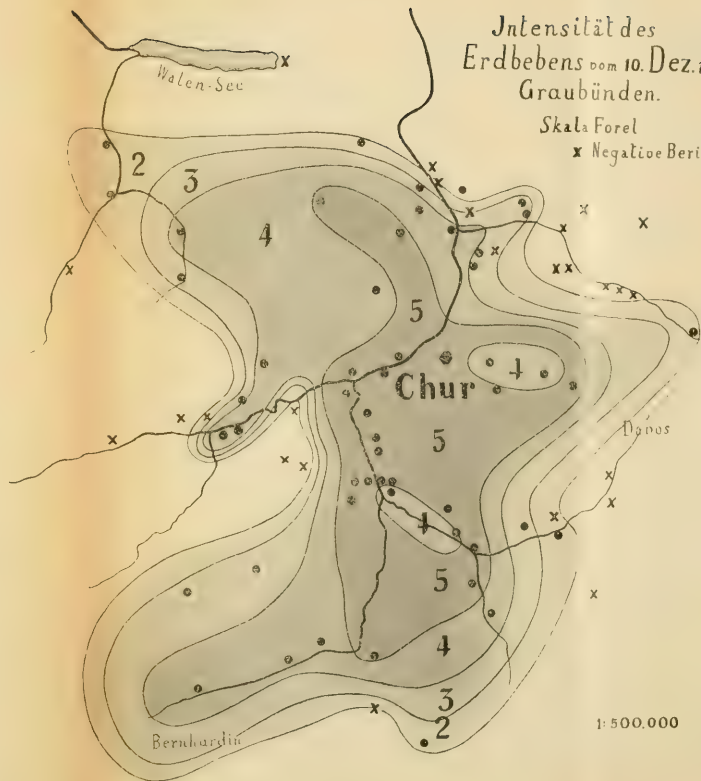 Intensität des
Erdbebens vom 10. Dez.
Graubünden.
Skala Forel
x Negative
Walen-See
2
3
4
5
4
Chur
5
Davos
4
5
4
3
2
Bernhardin
1:500.000